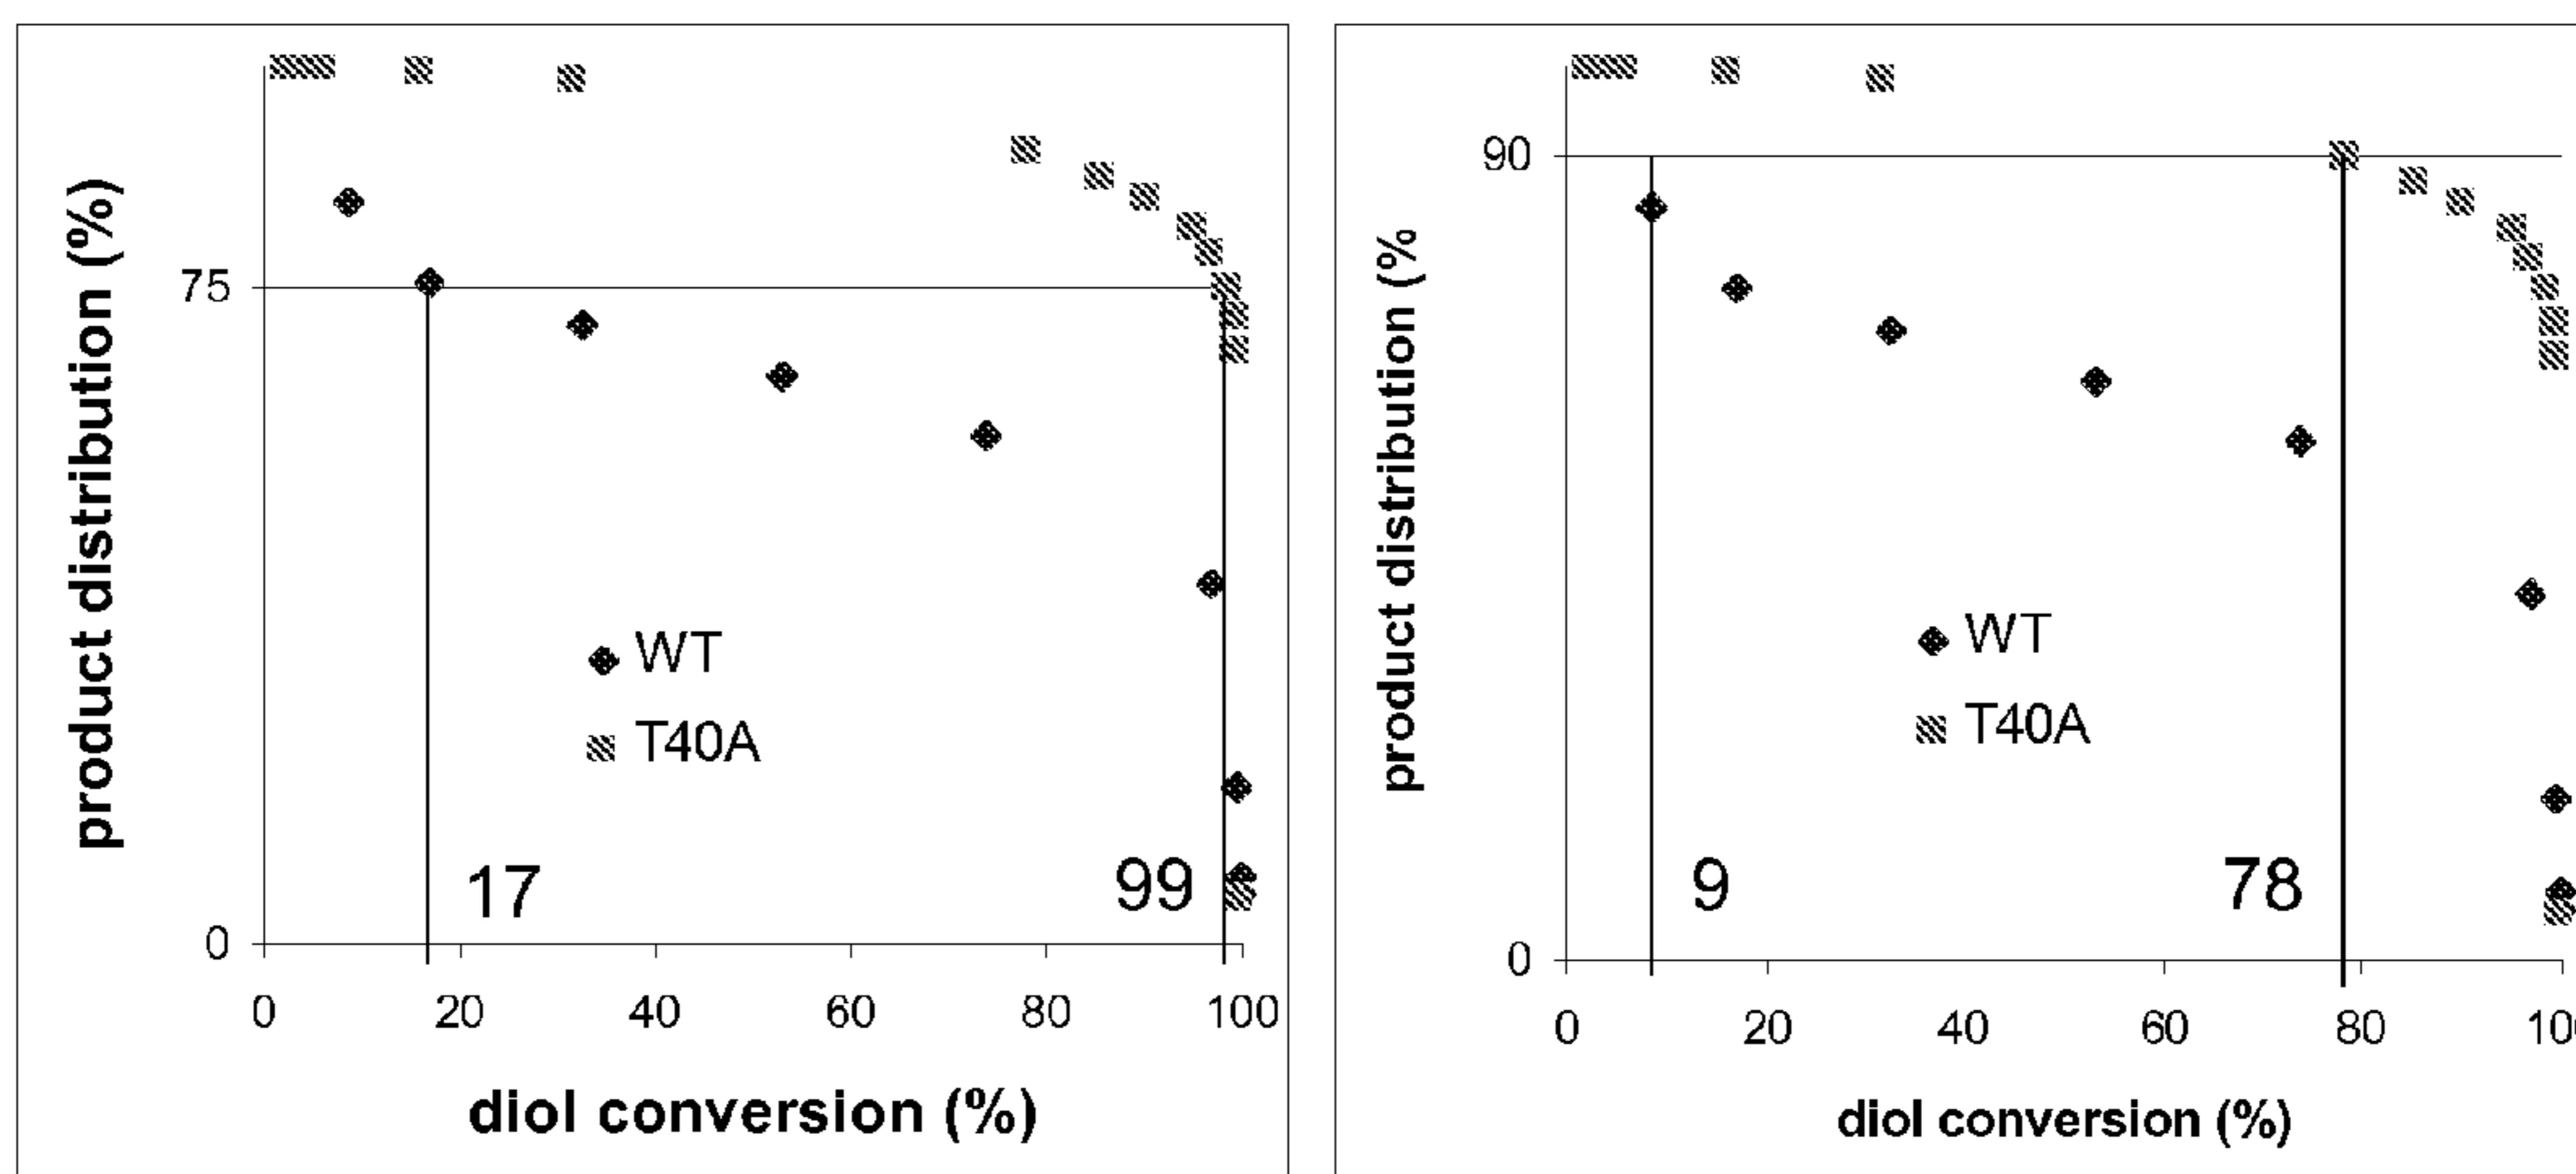 product distribution (%)
75
0
WT
T40A
17
99
0 20 40 60 80 100
diol conversion (%)
product distribution (%
90
0
WT
T40A
9
78
0 20 40 60 80
diol conversion (%)